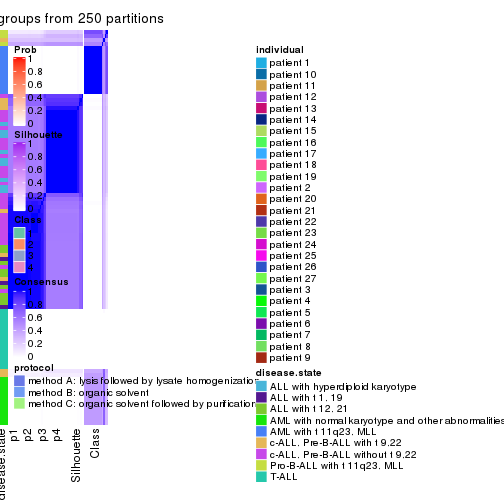 groups from 250 partitions
Prob
1
0.8
0.6
0.4
0.2
0
Silhouette
1
0.8
0.6
0.4
0.2
0
Class
1
2
3
4
Consensus
1
0.8
0.6
0.4
0.2
0
protocol
method A: lysis followed by lysate homogenization
method B: organic solvent
method C: organic solvent followed by purification
disease.state
p1
p2
p3
p4
Silhouette
Class
individual
patient 1
patient 10
patient 11
patient 12
patient 13
patient 14
patient 15
patient 16
patient 17
patient 18
patient 19
patient 2
patient 20
patient 21
patient 22
patient 23
patient 24
patient 25
patient 26
patient 27
patient 3
patient 4
patient 5
patient 6
patient 7
patient 8
patient 9
disease.state
ALL with hyperdiploid karyotype
ALL with t 1. 19
ALL with t 12. 21
AML with normal karyotype and other abnormalities
AML with t 11q23. MLL
c-ALL. Pre-B-ALL with t 9.22
c-ALL. Pre-B-ALL without t 9.22
Pro-B-ALL with t 11q23. MLL
T-ALL